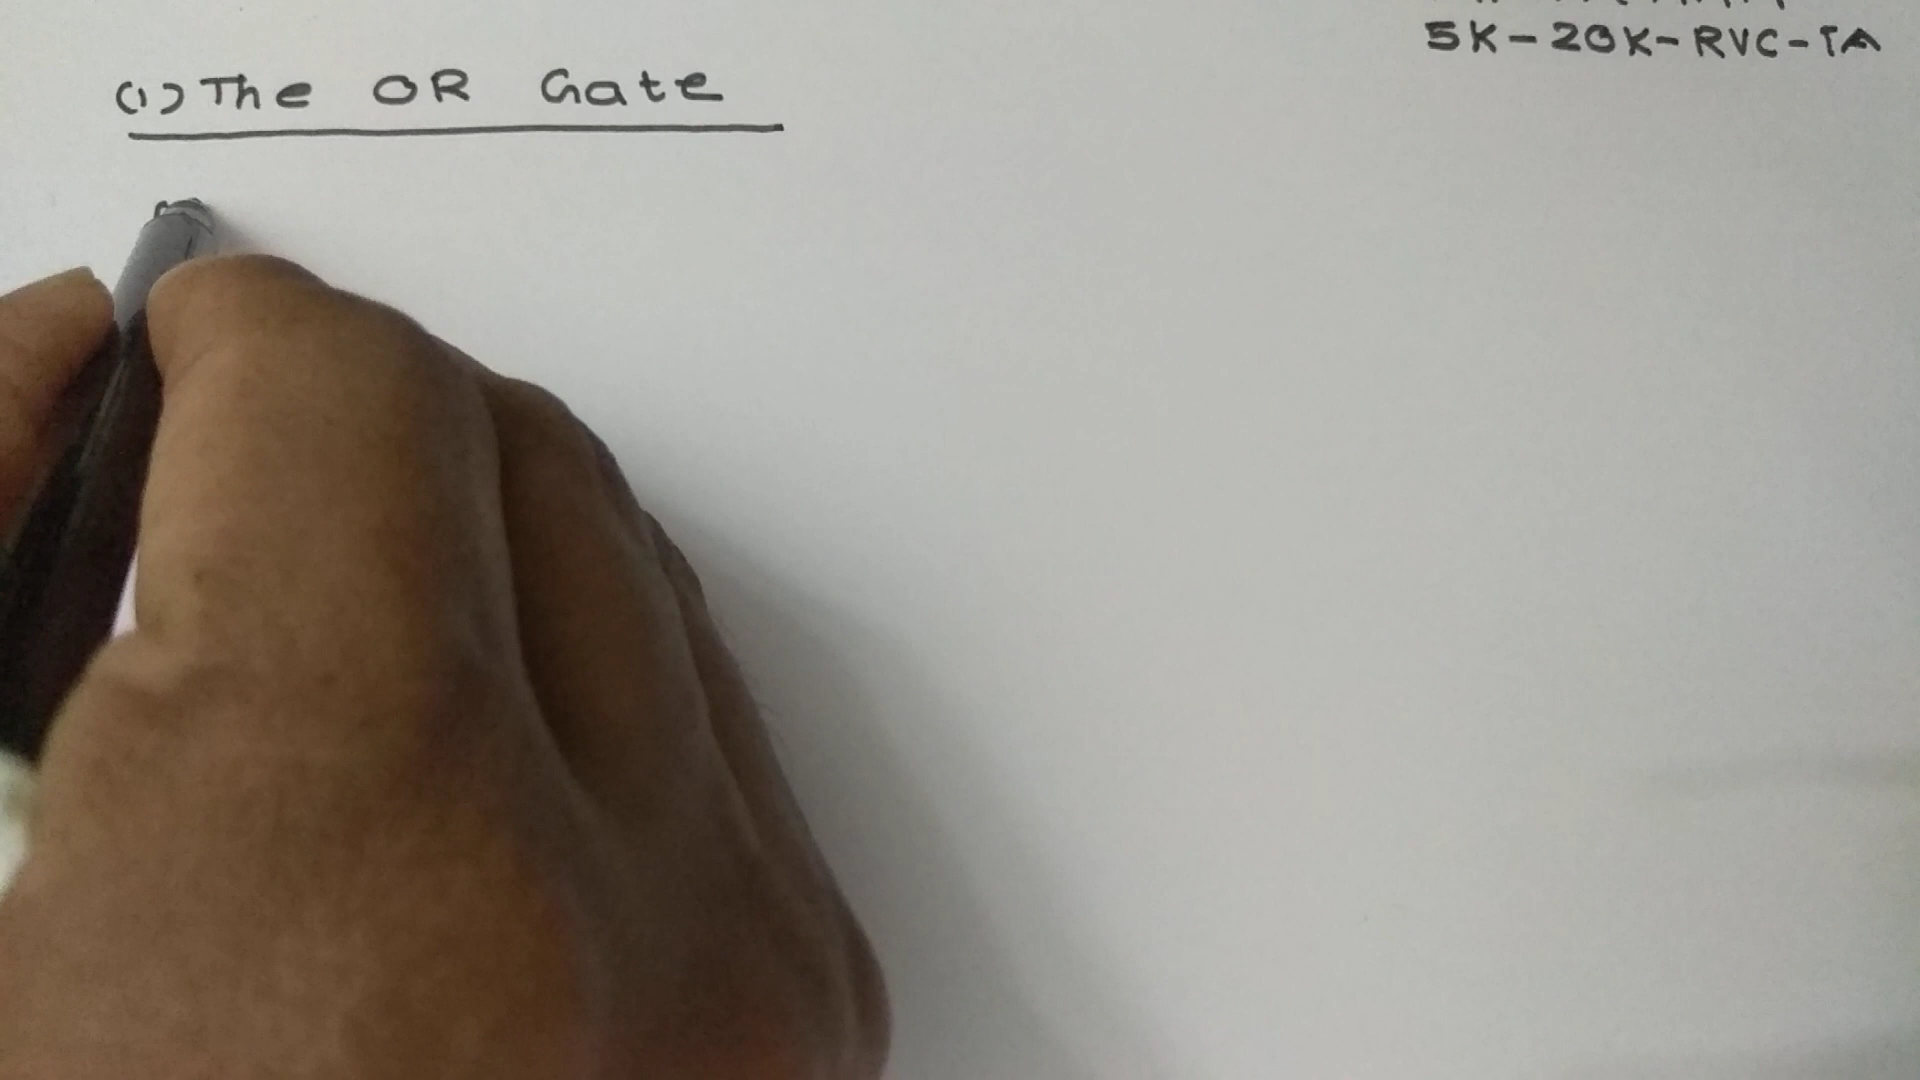 5K-20K-RVC-TA
(1) The OR Gate